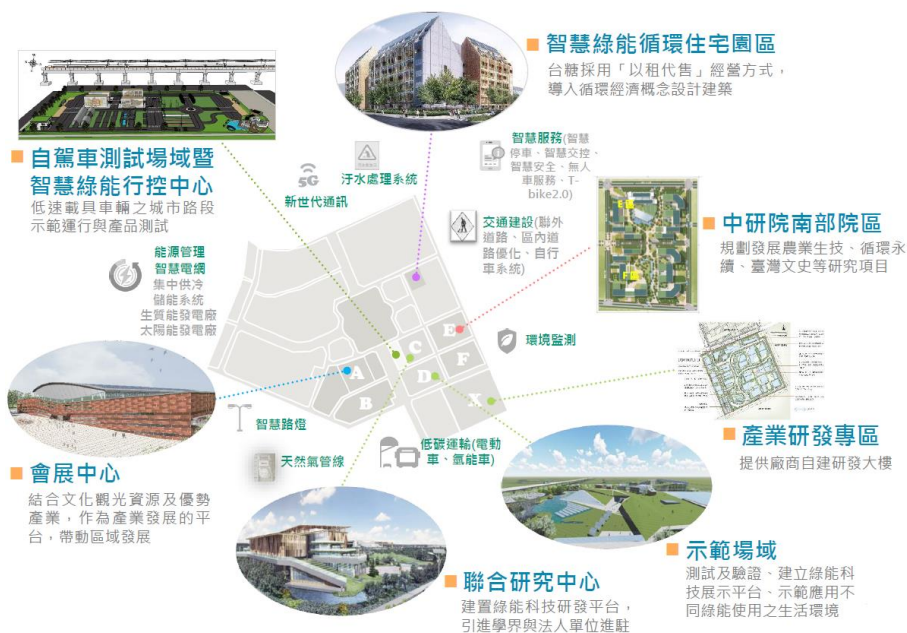 智慧綠能循環住宅園區
台糖採用「以租代售」經營方式，
導入循環經濟概念設計建築
自駕車測試場域暨
智慧綠能行控中心
低速載具車輛之城市路段
示範運行與產品測試
5G
新世代通訊
汙水處理系統
智慧服務(智慧
停車、智慧交控、
智慧安全、無人
車服務、T-
bike2.0)
交通建設(聯外
道路、區內道
路優化、自行
車系統)
E區
F區
中研院南部院區
規劃發展農業生技、循環永
續、臺灣文史等研究項目
能源管理
智慧電網
集中供冷
儲能系統
生質能發電廠
太陽能發電廠
環境監測
A
B
C
D
E
F
X
智慧路燈
天然氣管線
低碳運輸(電動
車、氫能車)
產業研發專區
提供廠商自建研發大樓
會展中心
結合文化觀光資源及優勢
產業，作為產業發展的平
台，帶動區域發展
聯合研究中心
建置綠能科技研發平台，
引進學界與法人單位進駐
示範場域
測試及驗證、建立綠能科
技展示平台、示範應用不
同綠能使用之生活環境